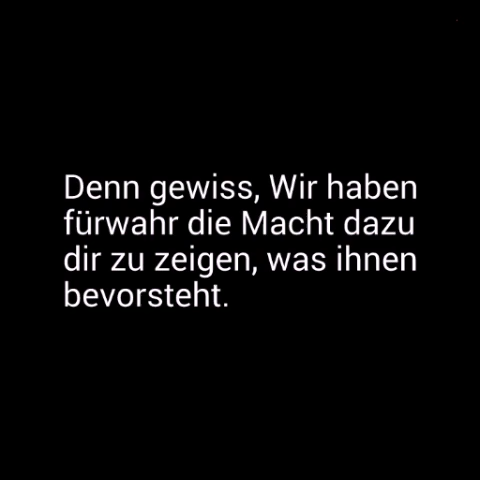 Denn gewiss, Wir haben
fürwahr die Macht dazu
dir zu zeigen, was ihnen
bevorsteht.